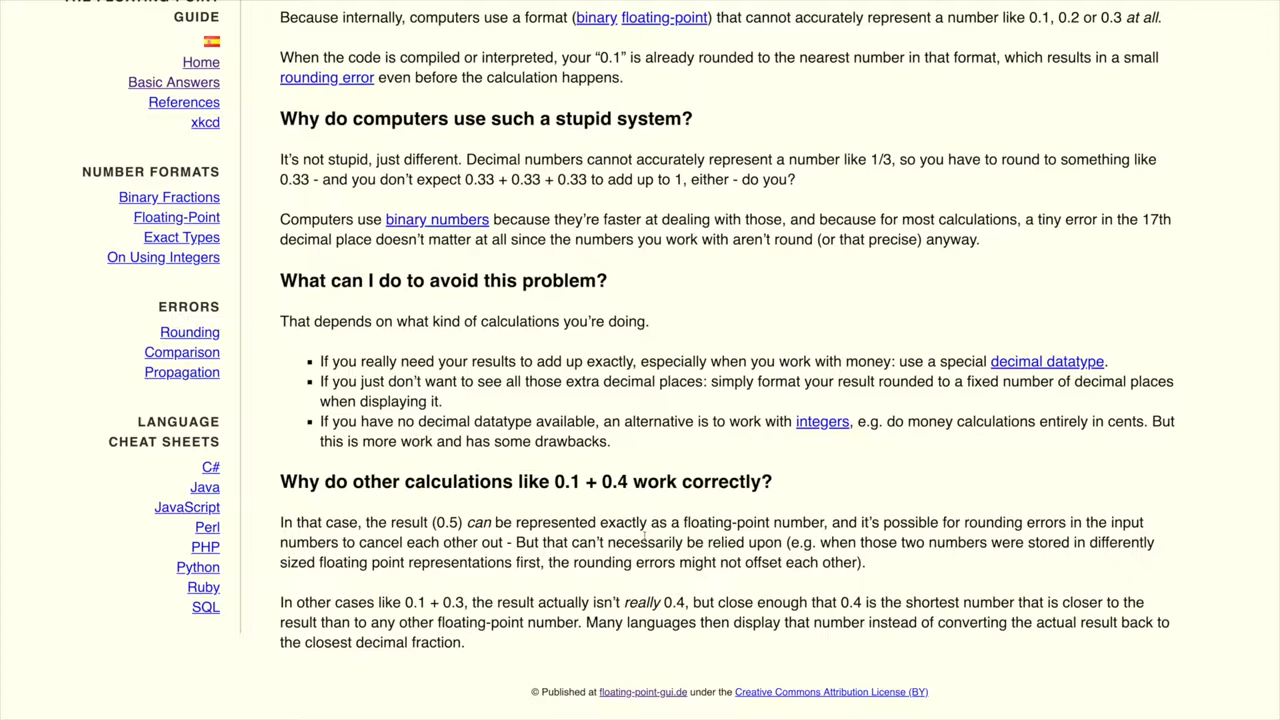 GUIDE
Home
Basic Answers
References
xkcd
NUMBER FORMATS
Binary Fractions
Floating-Point
Exact Types
On Using Integers
ERRORS
Rounding
Comparison
Propagation
LANGUAGE
CHEAT SHEETS
C#
Java
JavaScript
Perl
PHP
Python
Ruby
SQL
Because internally, computers use a format (binary floating-point) that cannot accurately represent a number like 0.1, 0.2 or 0.3 at all.
When the code is compiled or interpreted, your “0.1” is already rounded to the nearest number in that format, which results in a small
rounding error even before the calculation happens.
Why do computers use such a stupid system?
It’s not stupid, just different. Decimal numbers cannot accurately represent a number like 1/3, so you have to round to something like
0.33 - and you don’t expect 0.33 + 0.33 + 0.33 to add up to 1, either - do you?
Computers use binary numbers because they’re faster at dealing with those, and because for most calculations, a tiny error in the 17th
decimal place doesn’t matter at all since the numbers you work with aren’t round (or that precise) anyway.
What can I do to avoid this problem?
That depends on what kind of calculations you’re doing.
▪ If you really need your results to add up exactly, especially when you work with money: use a special decimal datatype.
▪ If you just don’t want to see all those extra decimal places: simply format your result rounded to a fixed number of decimal places
when displaying it.
▪ If you have no decimal datatype available, an alternative is to work with integers, e.g. do money calculations entirely in cents. But
this is more work and has some drawbacks.
Why do other calculations like 0.1 + 0.4 work correctly?
In that case, the result (0.5) can be represented exactly as a floating-point number, and it’s possible for rounding errors in the input
numbers to cancel each other out - But that can’t necessarily be relied upon (e.g. when those two numbers were stored in differently
sized floating point representations first, the rounding errors might not offset each other).
In other cases like 0.1 + 0.3, the result actually isn’t really 0.4, but close enough that 0.4 is the shortest number that is closer to the
result than to any other floating-point number. Many languages then display that number instead of converting the actual result back to
the closest decimal fraction.
© Published at floating-point-gui.de under the Creative Commons Attribution License (BY)